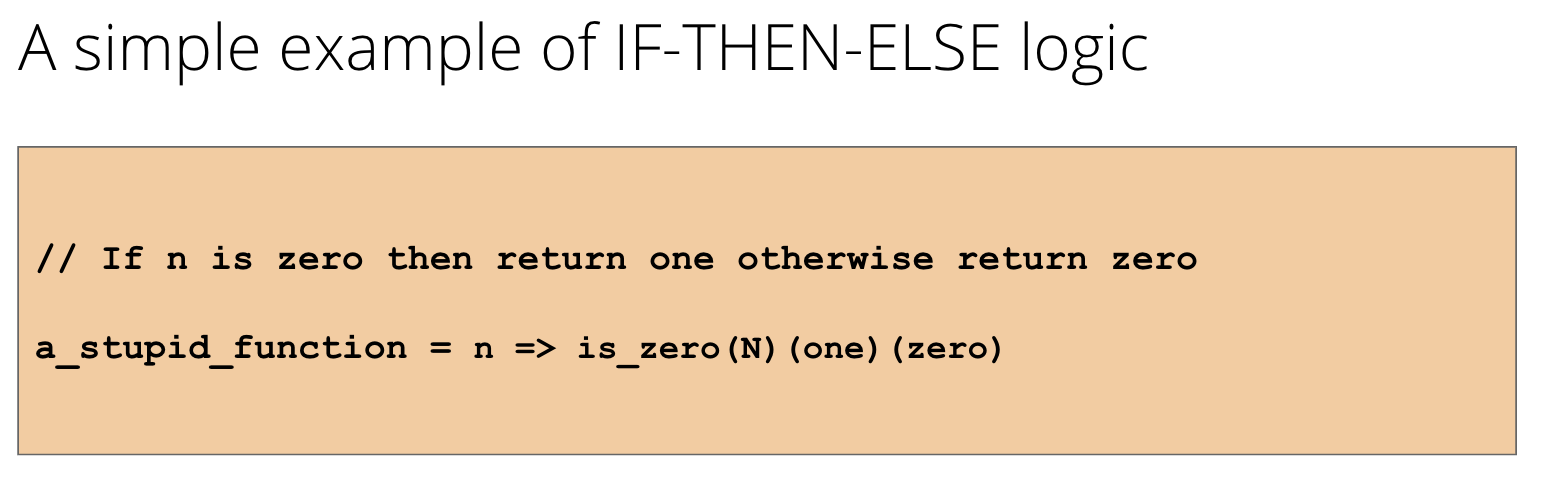 A simple example of IF-THEN-ELSE logic
// If n is zero then return one otherwise return zero
a_stupid_function = n => is_zero(N)(one)(zero)